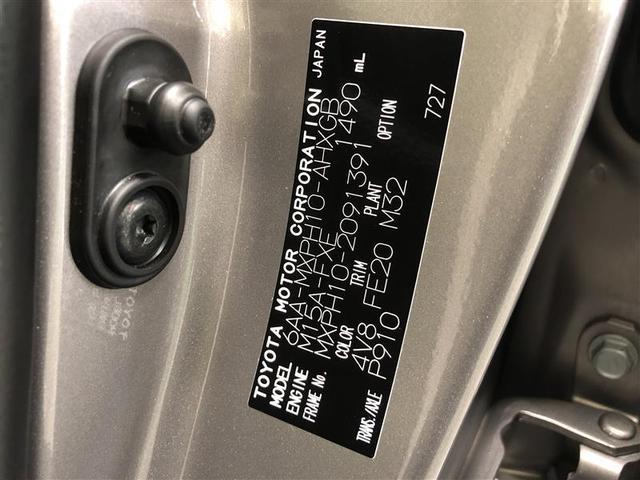 TOYOTA MOTOR CORPORATION JAPAN
MODEL 6AA-MXPH10-AHXGB
ENGINE M15A-FXE 1490 mL
FRAME No. MXPH10-2091391
COLOR TRIM PLANT OPTION
4V8 FE20 M32
TRANS./AXLE P910
727